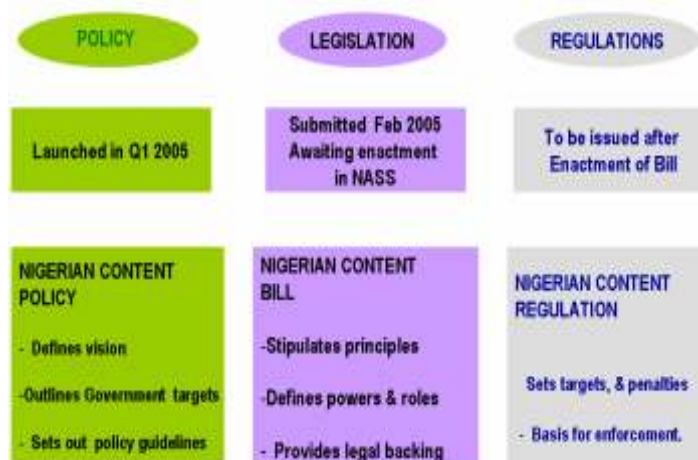 POLICY
LEGISLATION
REGULATIONS
Launched in Q1 2005
Submitted Feb 2005
Awaiting enactment
in NASS
To be issued after
Enactment of Bill
NIGERIAN CONTENT
POLICY
- Defines vision
-Outlines Government targets
- Sets out policy guidelines
NIGERIAN CONTENT
BILL
-Stipulates principles
-Defines powers & roles
- Provides legal backing
NIGERIAN CONTENT
REGULATION
Sets targets, & penalties
- Basis for enforcement.